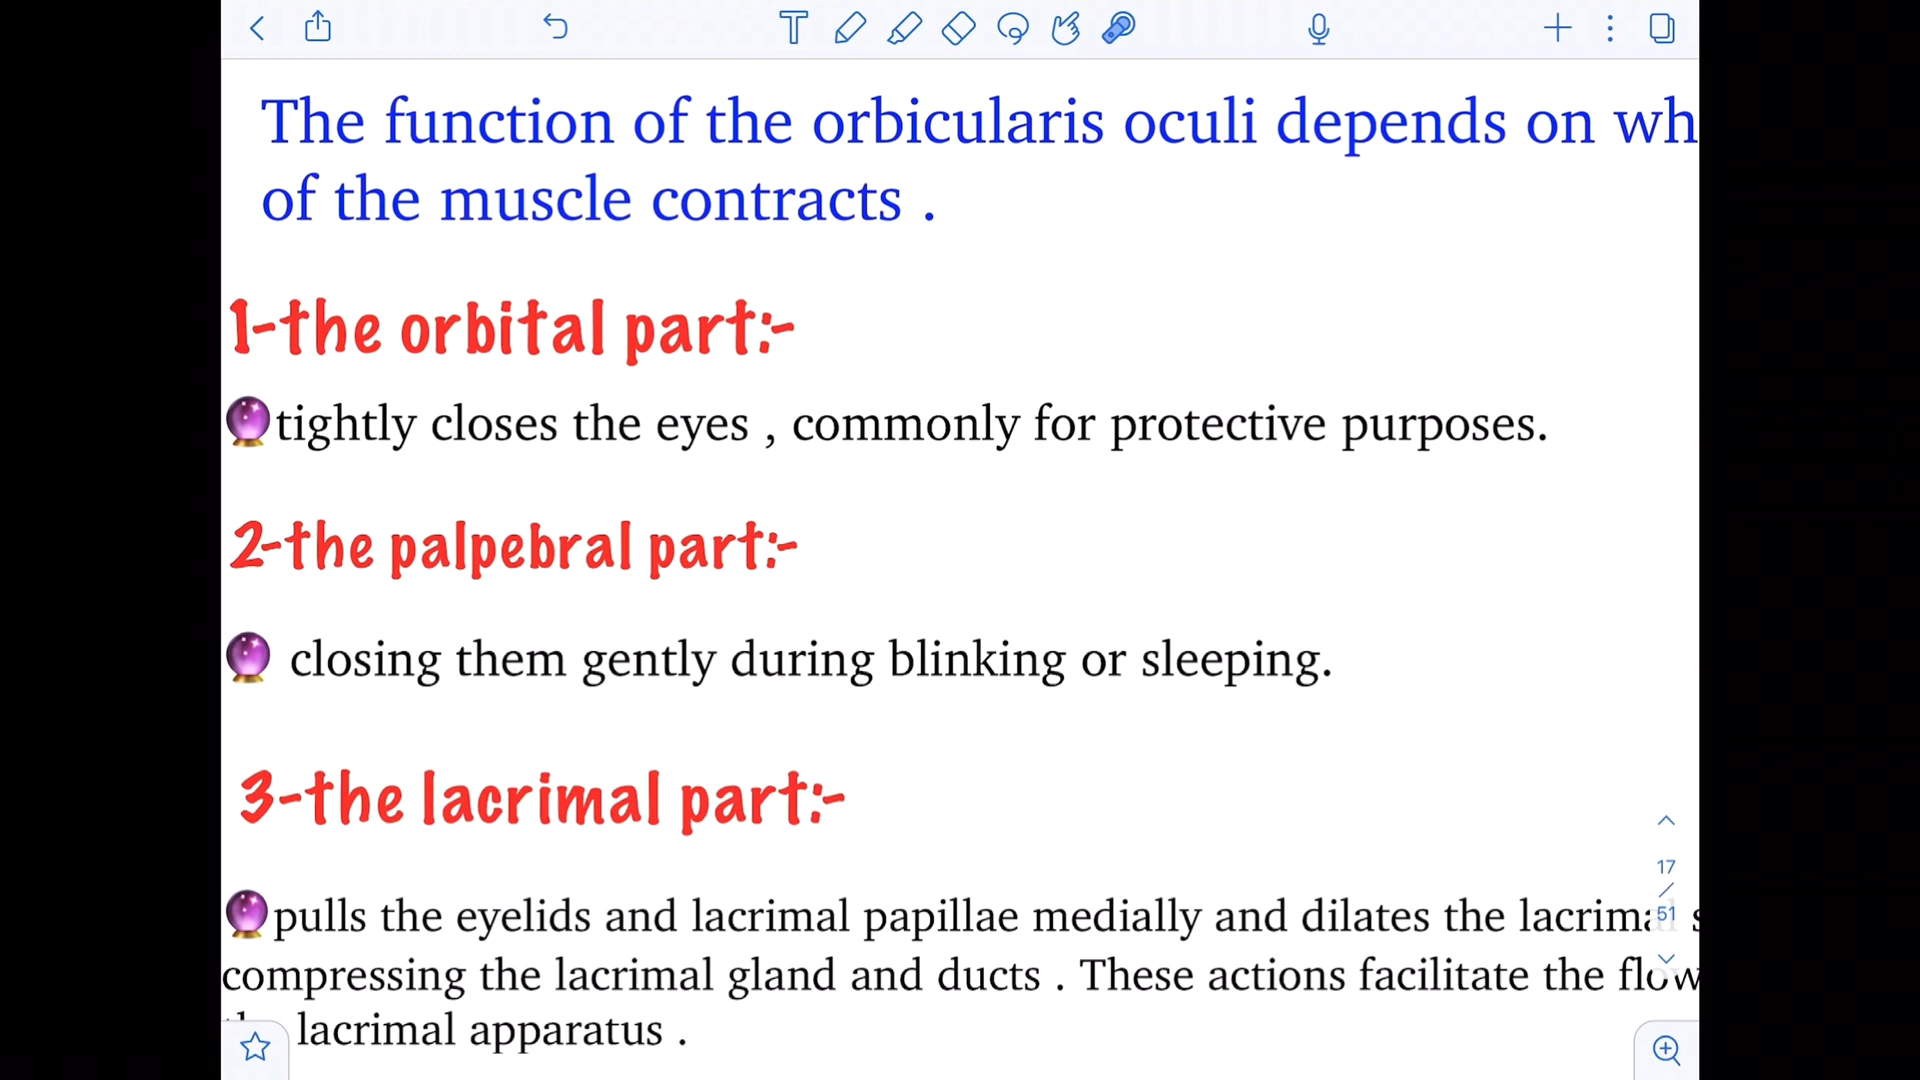 The function of the orbicularis oculi depends on wh
of the muscle contracts .
1-the orbital part:-
tightly closes the eyes , commonly for protective purposes.
2-the palpebral part:-
closing them gently during blinking or sleeping.
3-the lacrimal part:-
17
/
51
pulls the eyelids and lacrimal papillae medially and dilates the lacrimal s
compressing the lacrimal gland and ducts . These actions facilitate the flow
lacrimal apparatus .